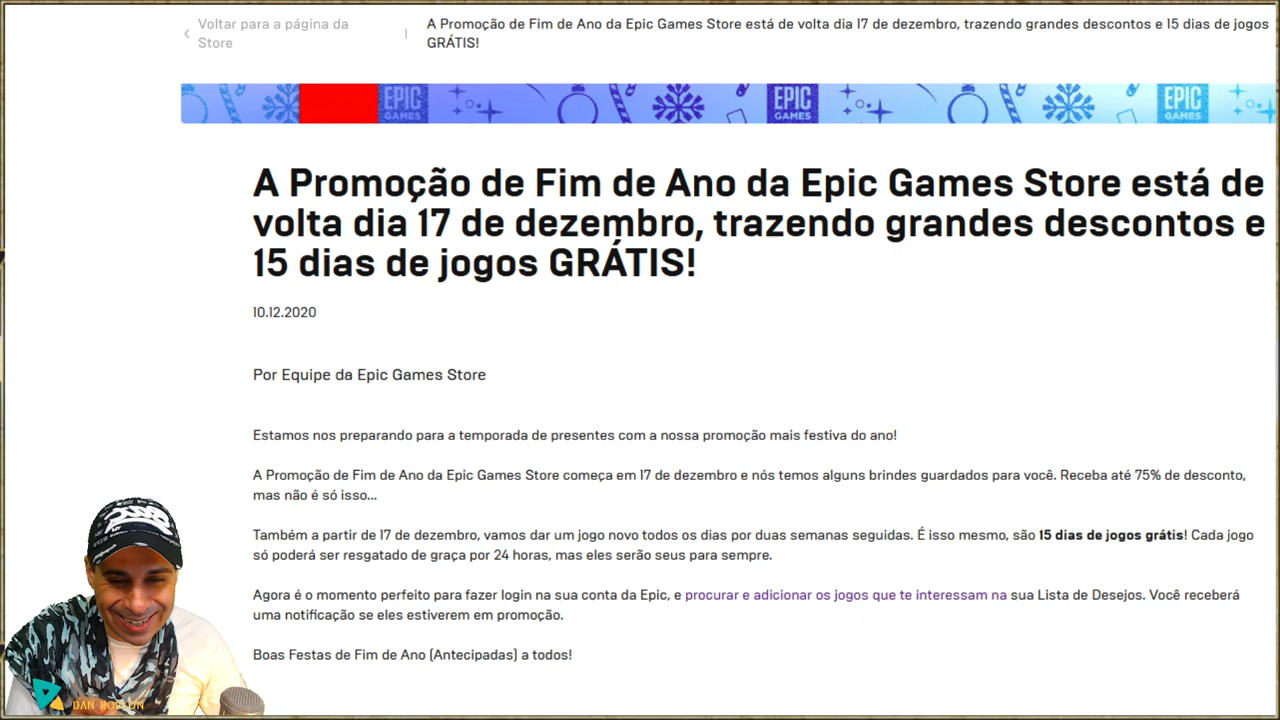 Voltar para a página da
Store
A Promoção de Fim de Ano da Epic Games Store está de volta dia 17 de dezembro, trazendo grandes descontos e 15 dias de jogos
GRÁTIS!
EPIC
GAMES
EPIC
GAMES
EPIC
GAMES
A Promoção de Fim de Ano da Epic Games Store está de
volta dia 17 de dezembro, trazendo grandes descontos e
15 dias de jogos GRÁTIS!
10.12.2020
Por Equipe da Epic Games Store
Estamos nos preparando para a temporada de presentes com a nossa promoção mais festiva do ano!
A Promoção de Fim de Ano da Epic Games Store começa em 17 de dezembro e nós temos alguns brindes guardados para você. Receba até 75% de desconto,
mas não é só isso...
Também a partir de 17 de dezembro, vamos dar um jogo novo todos os dias por duas semanas seguidas. É isso mesmo, são 15 dias de jogos grátis! Cada jogo
só poderá ser resgatado de graça por 24 horas, mas eles serão seus para sempre.
Agora é o momento perfeito para fazer login na sua conta da Epic, e procurar e adicionar os jogos que te interessam na sua Lista de Desejos. Você receberá
uma notificação se eles estiverem em promoção.
Boas Festas de Fim de Ano (Antecipadas) a todos!
DAN ROBSON